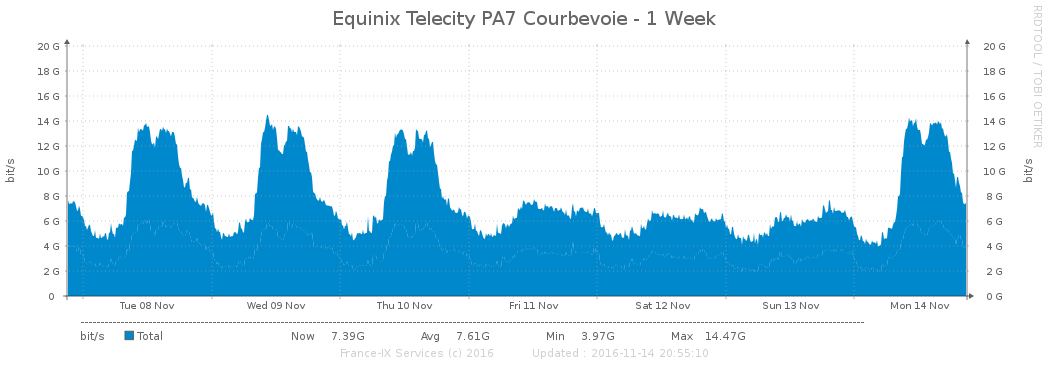 Equinix Telecity PA7 Courbevoie - 1 Week
RRDTOOL / TOBI OETIKER
20 G 20 G
18 G 18 G
16 G 16 G
14 G 14 G
12 G 12 G
10 G 10 G
8 G 8 G
6 G 6 G
4 G 4 G
2 G 2 G
0 0 G
bit/s bit/s
Tue 08 Nov Wed 09 Nov Thu 10 Nov Fri 11 Nov Sat 12 Nov Sun 13 Nov Mon 14 Nov
bit/s Total Now 7.39G Avg 7.61G Min 3.97G Max 14.47G
France-IX Services (c) 2016 Updated : 2016-11-14 20:55:10